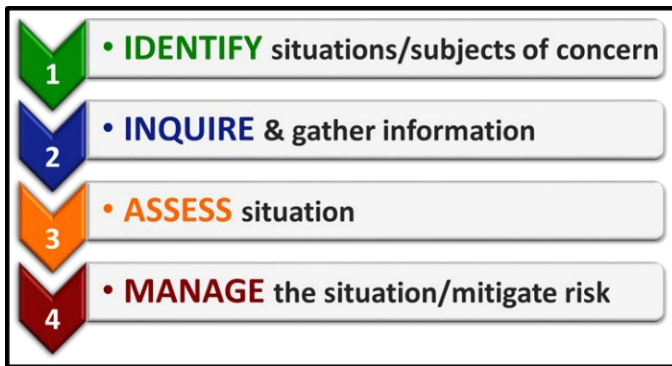 1 • IDENTIFY situations/subjects of concern
2 • INQUIRE & gather information
3 • ASSESS situation
4 • MANAGE the situation/mitigate risk